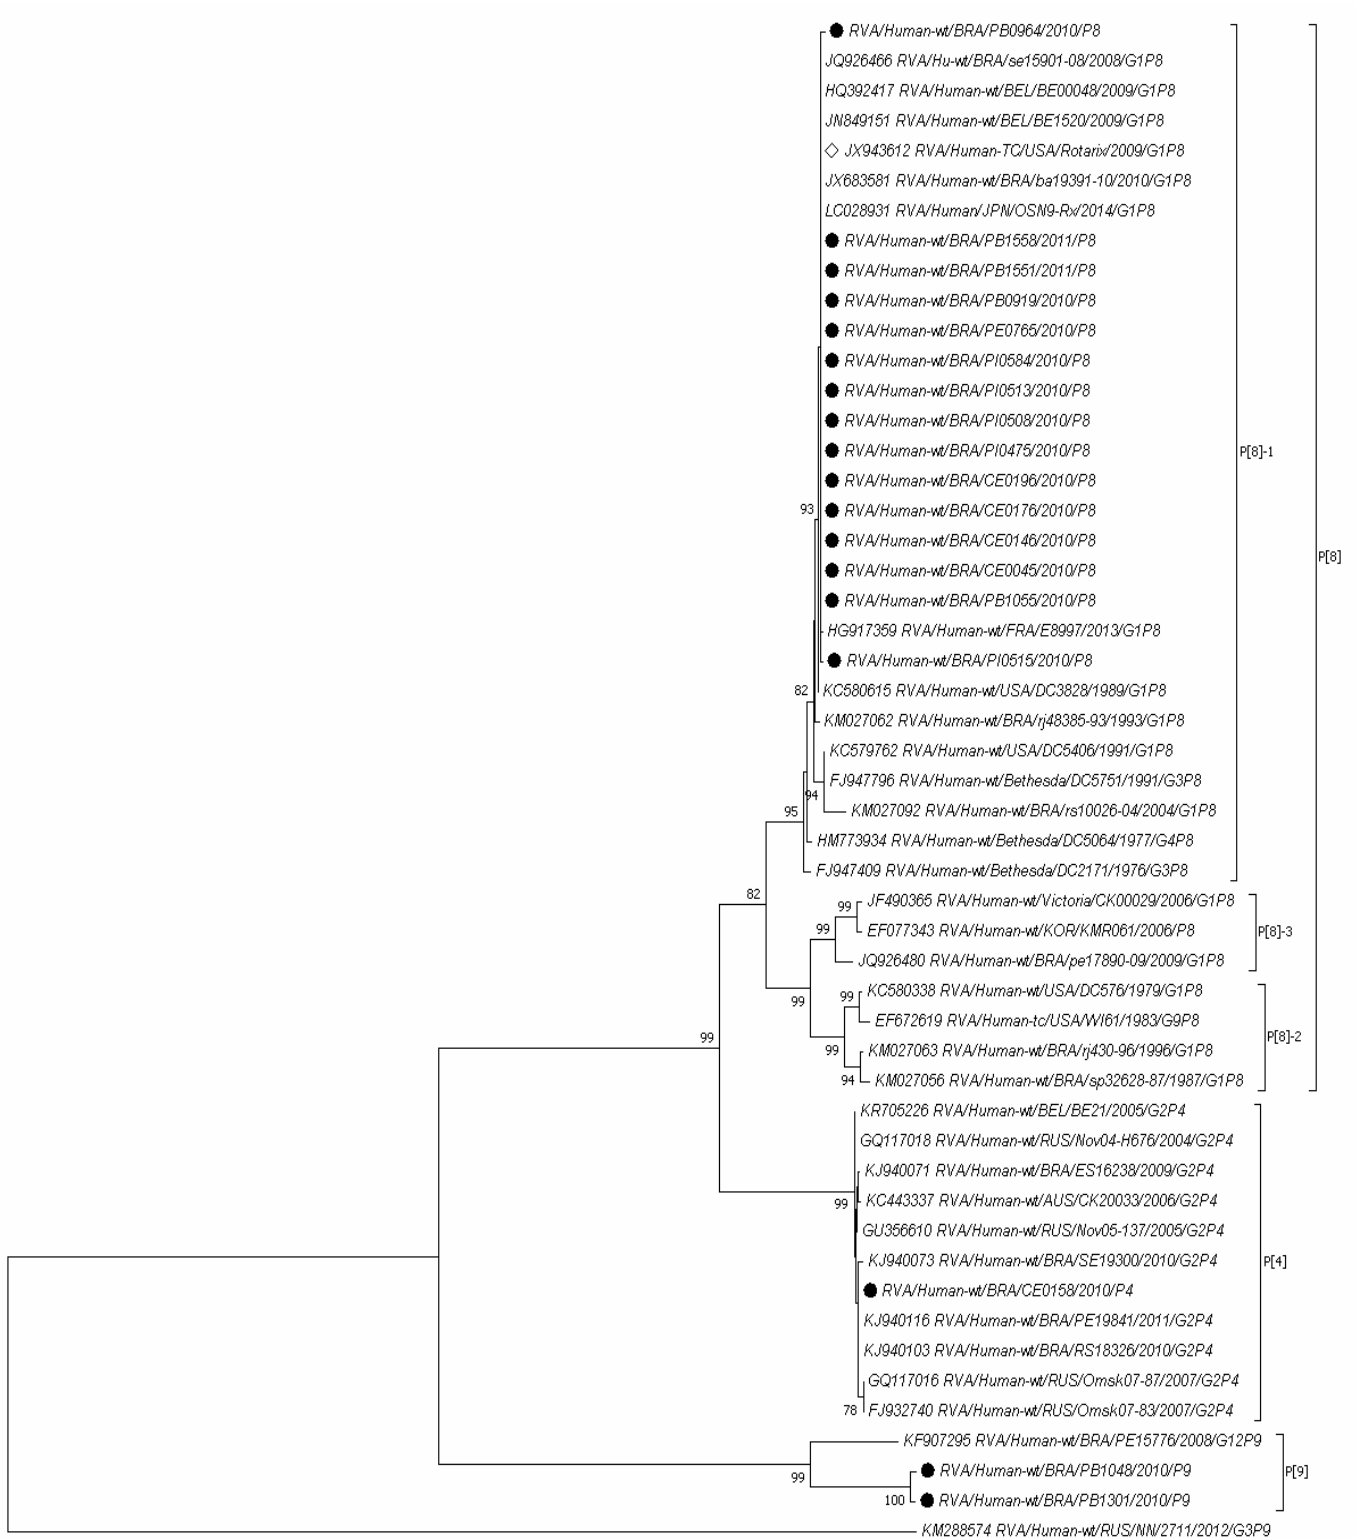 RVA/Human-wt/BRA/PB0964/2010/P8
JQ926466 RVA/Hu-wt/BRA/se15901-08/2008/G1P8
HQ392417 RVA/Human-wt/BEL/BE00048/2009/G1P8
JN849151 RVA/Human-wt/BEL/BE1520/2009/G1P8
JX943612 RVA/Human-TC/USA/Rotarix/2009/G1P8
JX683581 RVA/Human-wt/BRA/ba19391-10/2010/G1P8
LC028931 RVA/Human/JPN/OSN9-Rx/2014/G1P8
RVA/Human-wt/BRA/PB1558/2011/P8
RVA/Human-wt/BRA/PB1551/2011/P8
RVA/Human-wt/BRA/PB0919/2010/P8
RVA/Human-wt/BRA/PE0765/2010/P8
RVA/Human-wt/BRA/PI0584/2010/P8
RVA/Human-wt/BRA/PI0513/2010/P8
RVA/Human-wt/BRA/PI0508/2010/P8
RVA/Human-wt/BRA/PI0475/2010/P8
P[8]-1
RVA/Human-wt/BRA/CE0196/2010/P8
93
RVA/Human-wt/BRA/CE0176/2010/P8
RVA/Human-wt/BRA/CE0146/2010/P8
P[8]
RVA/Human-wt/BRA/CE0045/2010/P8
RVA/Human-wt/BRA/PB1055/2010/P8
HG917359 RVA/Human-wt/FRA/E8997/2013/G1P8
RVA/Human-wt/BRA/PI0515/2010/P8
82
KC580615 RVA/Human-wt/USA/DC3828/1989/G1P8
KM027062 RVA/Human-wt/BRA/rj48385-93/1993/G1P8
KC579762 RVA/Human-wt/USA/DC5406/1991/G1P8
FJ947796 RVA/Human-wt/Bethesda/DC5751/1991/G3P8
94
95
KM027092 RVA/Human-wt/BRA/rs10026-04/2004/G1P8
HM773934 RVA/Human-wt/Bethesda/DC5064/1977/G4P8
FJ947409 RVA/Human-wt/Bethesda/DC2171/1976/G3P8
82
99
JF490365 RVA/Human-wt/Victoria/CK00029/2006/G1P8
99
EF077343 RVA/Human-wt/KOR/KMR061/2006/P8
P[8]-3
JQ926480 RVA/Human-wt/BRA/pe17890-09/2009/G1P8
99
99
KC580338 RVA/Human-wt/USA/DC576/1979/G1P8
EF672619 RVA/Human-tc/USA/WI61/1983/G9P8
P[8]-2
99
99
KM027063 RVA/Human-wt/BRA/rj430-96/1996/G1P8
94
KM027056 RVA/Human-wt/BRA/sp32628-87/1987/G1P8
KR705226 RVA/Human-wt/BEL/BE21/2005/G2P4
GQ117018 RVA/Human-wt/RUS/Nov04-H676/2004/G2P4
KJ940071 RVA/Human-wt/BRA/ES16238/2009/G2P4
99
KC443337 RVA/Human-wt/AUS/CK20033/2006/G2P4
GU356610 RVA/Human-wt/RUS/Nov05-137/2005/G2P4
KJ940073 RVA/Human-wt/BRA/SE19300/2010/G2P4
P[4]
RVA/Human-wt/BRA/CE0158/2010/P4
KJ940116 RVA/Human-wt/BRA/PE19841/2011/G2P4
KJ940103 RVA/Human-wt/BRA/RS18326/2010/G2P4
GQ117016 RVA/Human-wt/RUS/Omsk07-87/2007/G2P4
78
FJ932740 RVA/Human-wt/RUS/Omsk07-83/2007/G2P4
KF907295 RVA/Human-wt/BRA/PE15776/2008/G12P9
99
RVA/Human-wt/BRA/PB1048/2010/P9
P[9]
100
RVA/Human-wt/BRA/PB1301/2010/P9
KM288574 RVA/Human-wt/RUS/NN/2711/2012/G3P9